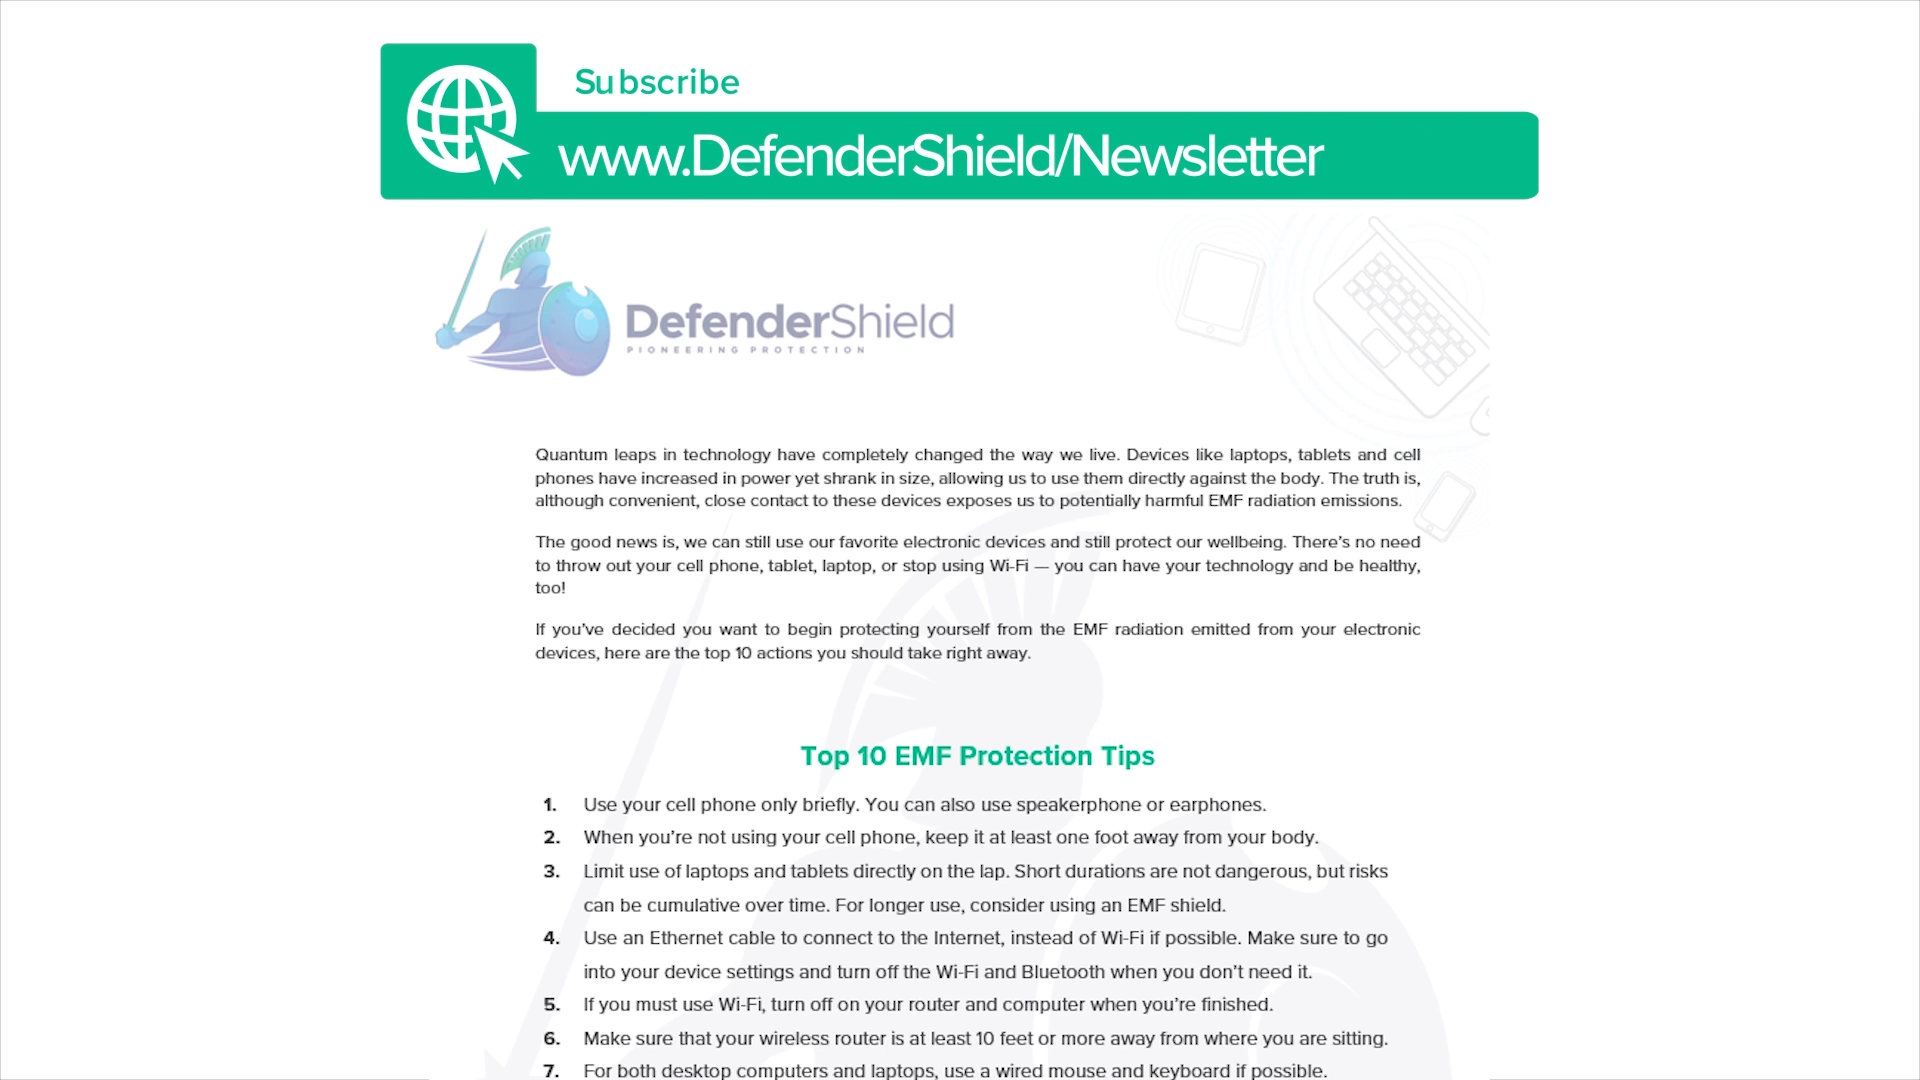 Subscribe
www.DefenderShield/Newsletter
DefenderShield
PIONEERING PROTECTION
Quantum leaps in technology have completely changed the way we live. Devices like laptops, tablets and cell
phones have increased in power yet shrank in size, allowing us to use them directly against the body. The truth is,
although convenient, close contact to these devices exposes us to potentially harmful EMF radiation emissions.
The good news is, we can still use our favorite electronic devices and still protect our wellbeing. There's no need
to throw out your cell phone, tablet, laptop, or stop using Wi-Fi — you can have your technology and be healthy,
too!
If you've decided you want to begin protecting yourself from the EMF radiation emitted from your electronic
devices, here are the top 10 actions you should take right away.
Top 10 EMF Protection Tips
1. Use your cell phone only briefly. You can also use speakerphone or earphones.
2. When you're not using your cell phone, keep it at least one foot away from your body.
3. Limit use of laptops and tablets directly on the lap. Short durations are not dangerous, but risks
can be cumulative over time. For longer use, consider using an EMF shield.
4. Use an Ethernet cable to connect to the Internet, instead of Wi-Fi if possible. Make sure to go
into your device settings and turn off the Wi-Fi and Bluetooth when you don't need it.
5. If you must use Wi-Fi, turn off on your router and computer when you're finished.
6. Make sure that your wireless router is at least 10 feet or more away from where you are sitting.
7. For both desktop computers and laptops, use a wired mouse and keyboard if possible.